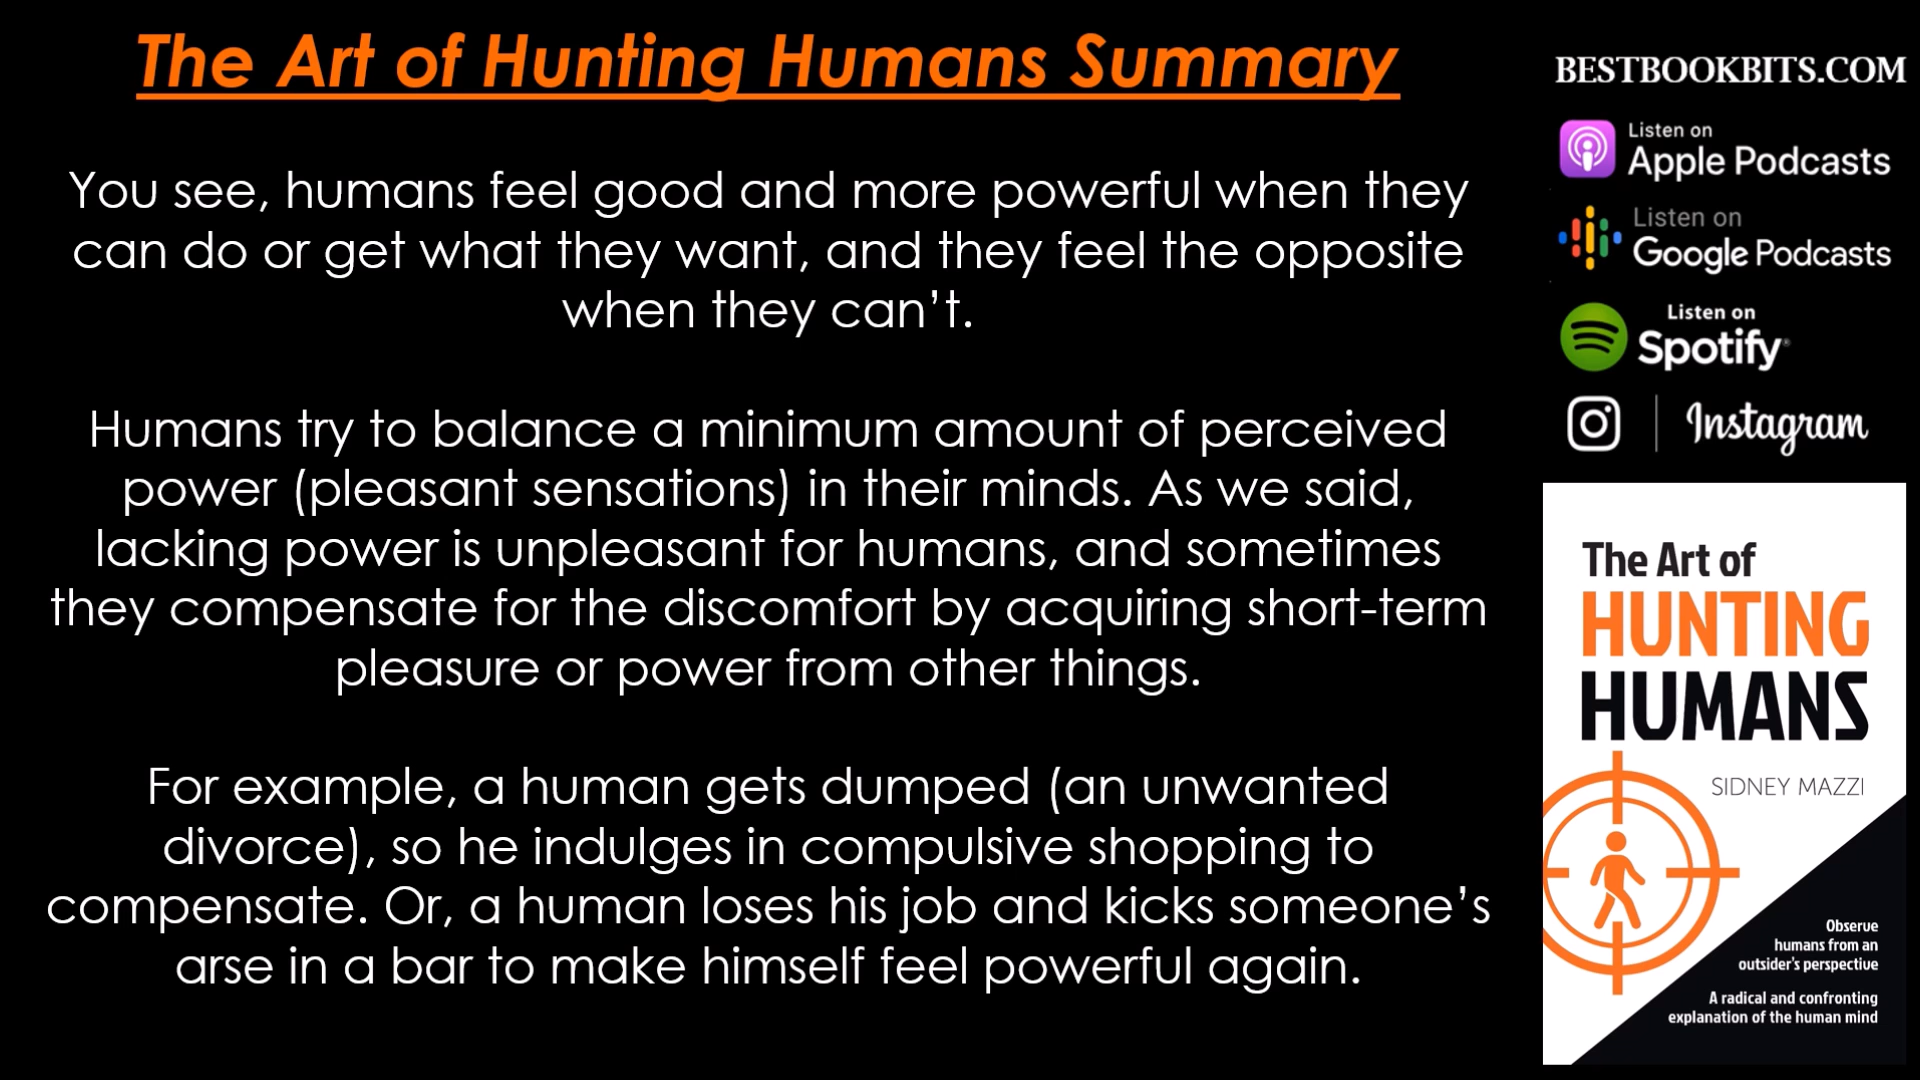 The Art of Hunting Humans Summary
You see, humans feel good and more powerful when they
can do or get what they want, and they feel the opposite
when they can’t.
Humans try to balance a minimum amount of perceived
power (pleasant sensations) in their minds. As we said,
lacking power is unpleasant for humans, and sometimes
they compensate for the discomfort by acquiring short-term
pleasure or power from other things.
For example, a human gets dumped (an unwanted
divorce), so he indulges in compulsive shopping to
compensate. Or, a human loses his job and kicks someone’s
arse in a bar to make himself feel powerful again.
BESTBOOKBITS.COM
Listen on
Apple Podcasts
Listen on
Google Podcasts
Listen on
Spotify
Instagram
The Art of
HUNTING
HUMANS
SIDNEY MAZZI
Observe
humans from an
outsider’s perspective
A radical and confronting
explanation of the human mind